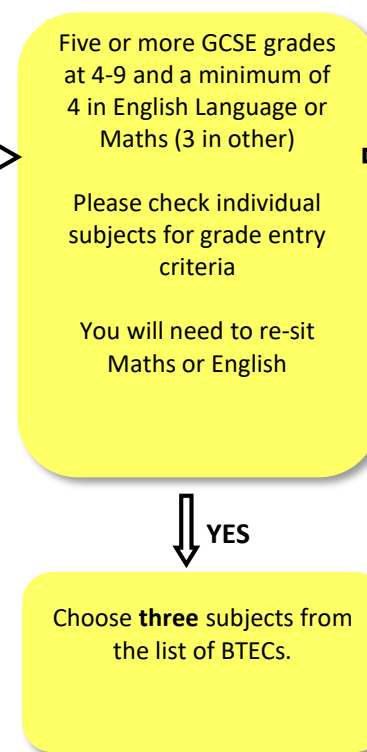 Five or more GCSE grades
at 4-9 and a minimum of
4 in English Language or
Maths (3 in other)
Please check individual
subjects for grade entry
criteria
You will need to re-sit
Maths or English
YES
Choose three subjects from
the list of BTECs.